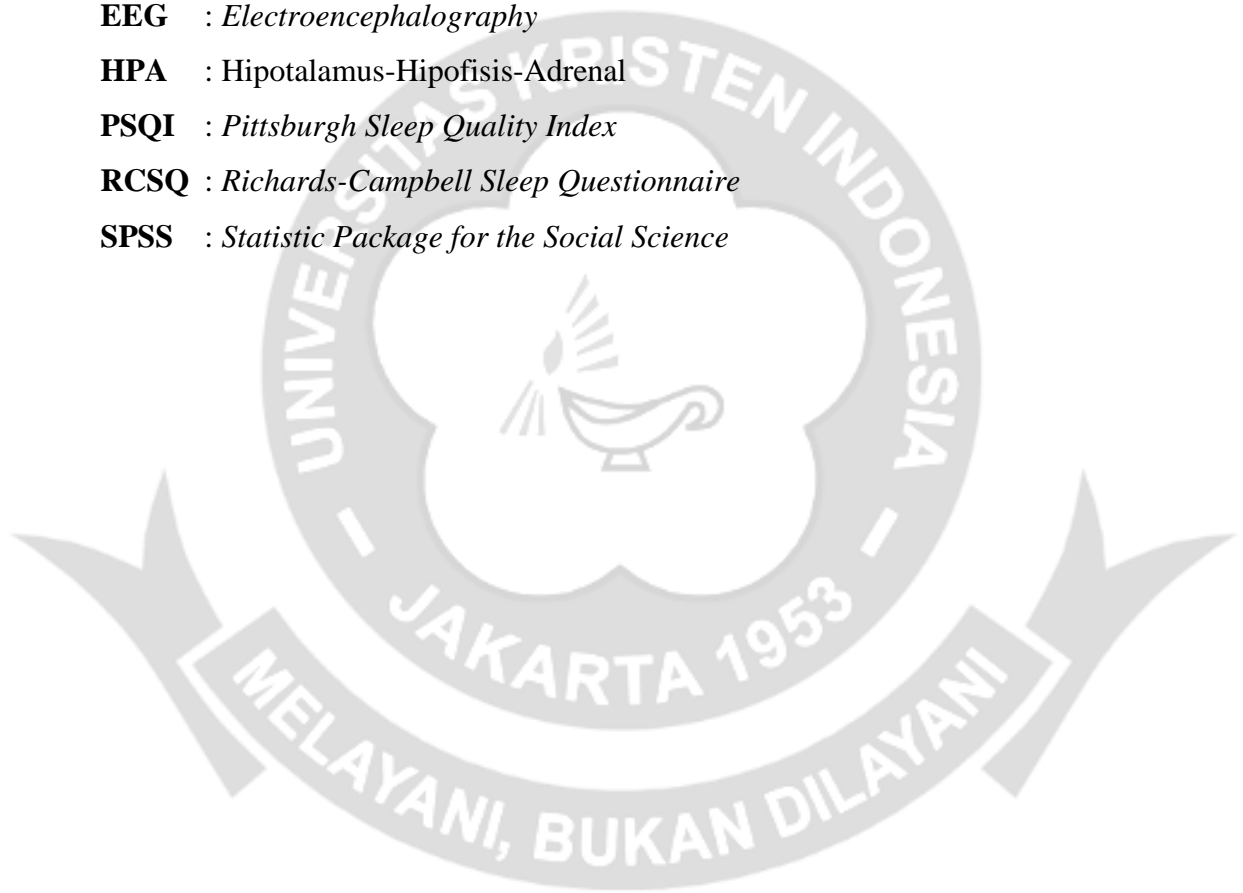 EEG : Electroencephalography
HPA : Hipotalamus-Hipofisis-Adrenal
PSQI : Pittsburgh Sleep Quality Index
RCSQ : Richards-Campbell Sleep Questionnaire
SPSS : Statistic Package for the Social Science
UNIVERSITAS KRISTEN INDONESIA
- JAKARTA 1953 -
MELAYANI, BUKAN DILAYANI